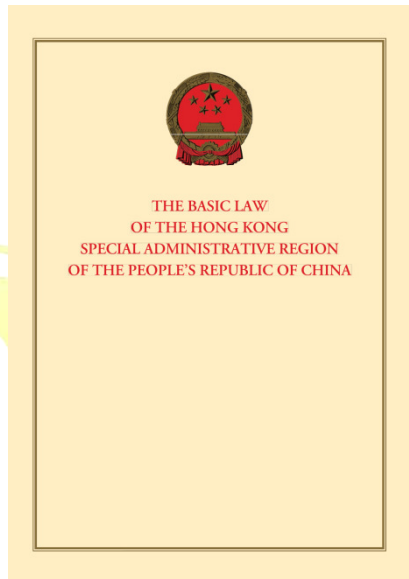 THE BASIC LAW
OF THE HONG KONG
SPECIAL ADMINISTRATIVE REGION
OF THE PEOPLE'S REPUBLIC OF CHINA